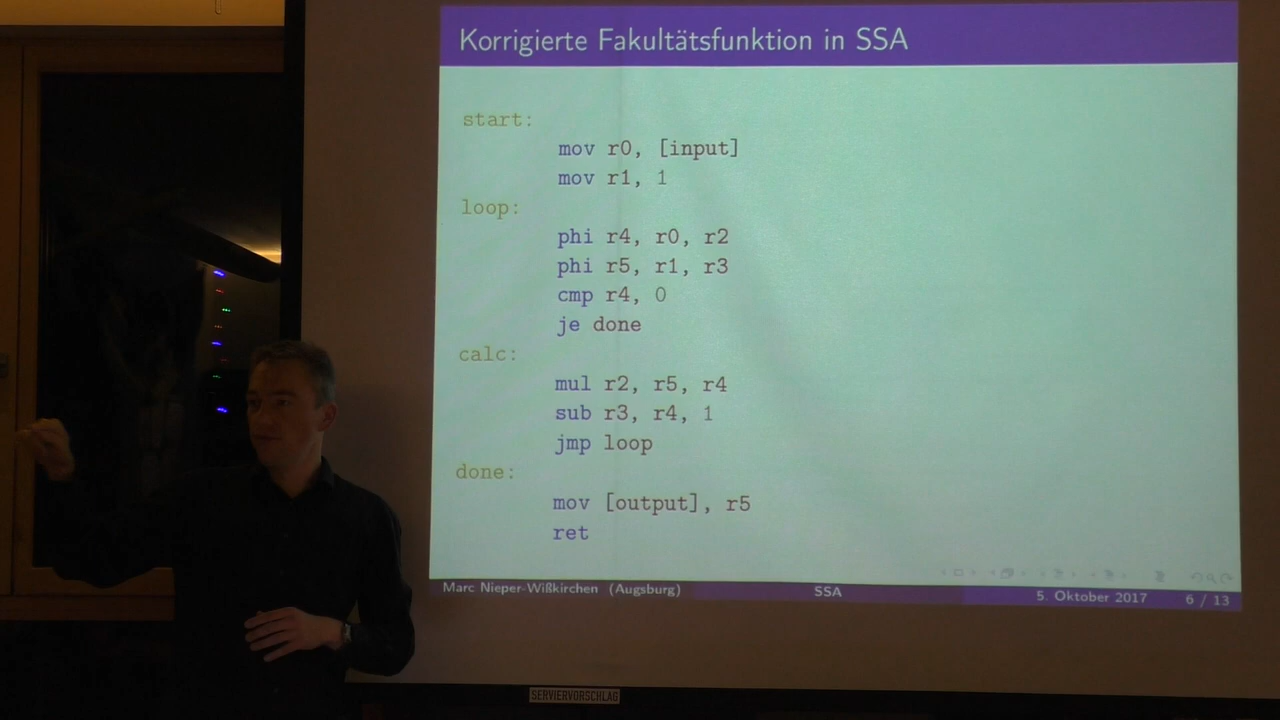 Korrigierte Fakultätsfunktion in SSA
start:
mov r0, [input]
mov r1, 1
loop:
phi r4, r0, r2
phi r5, r1, r3
cmp r4, 0
je done
calc:
mul r2, r5, r4
sub r3, r4, 1
jmp loop
done:
mov [output], r5
ret
Marc Nieper-Wißkirchen (Augsburg) SSA 5. Oktober 2017 6 / 13
SERVIERVORSCHLAG